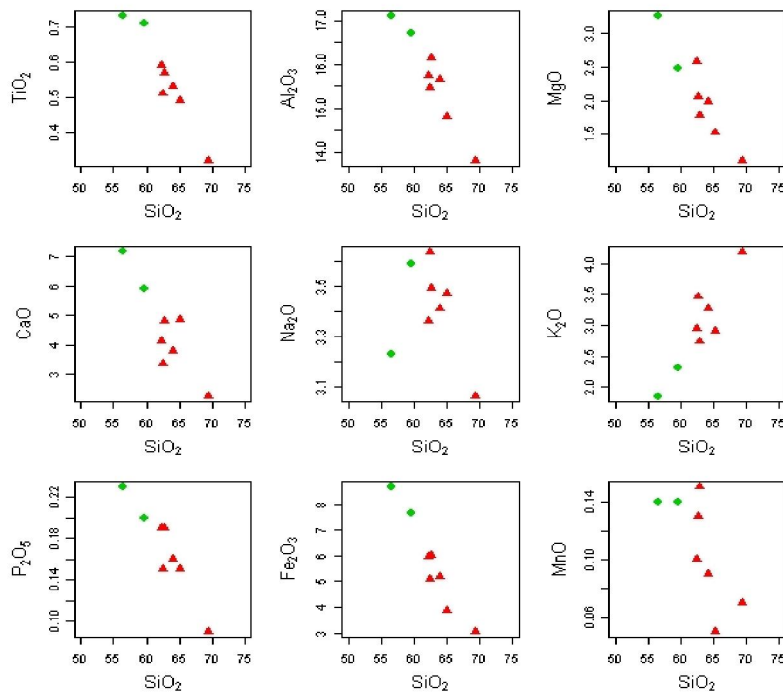 TiO₂
0.4 0.5 0.6 0.7
50 55 60 65 70 75
SiO₂
Al₂O₃
14.0 15.0 16.0 17.0
50 55 60 65 70 75
SiO₂
MgO
1.5 2.0 2.5 3.0
50 55 60 65 70 75
SiO₂
CaO
3 4 5 6 7
50 55 60 65 70 75
SiO₂
Na₂O
3.1 3.3 3.5
50 55 60 65 70 75
SiO₂
K₂O
2.0 2.5 3.0 3.5 4.0
50 55 60 65 70 75
SiO₂
P₂O₅
0.10 0.14 0.18 0.22
50 55 60 65 70 75
SiO₂
Fe₂O₃
3 4 5 6 7 8
50 55 60 65 70 75
SiO₂
MnO
0.06 0.10 0.14
50 55 60 65 70 75
SiO₂